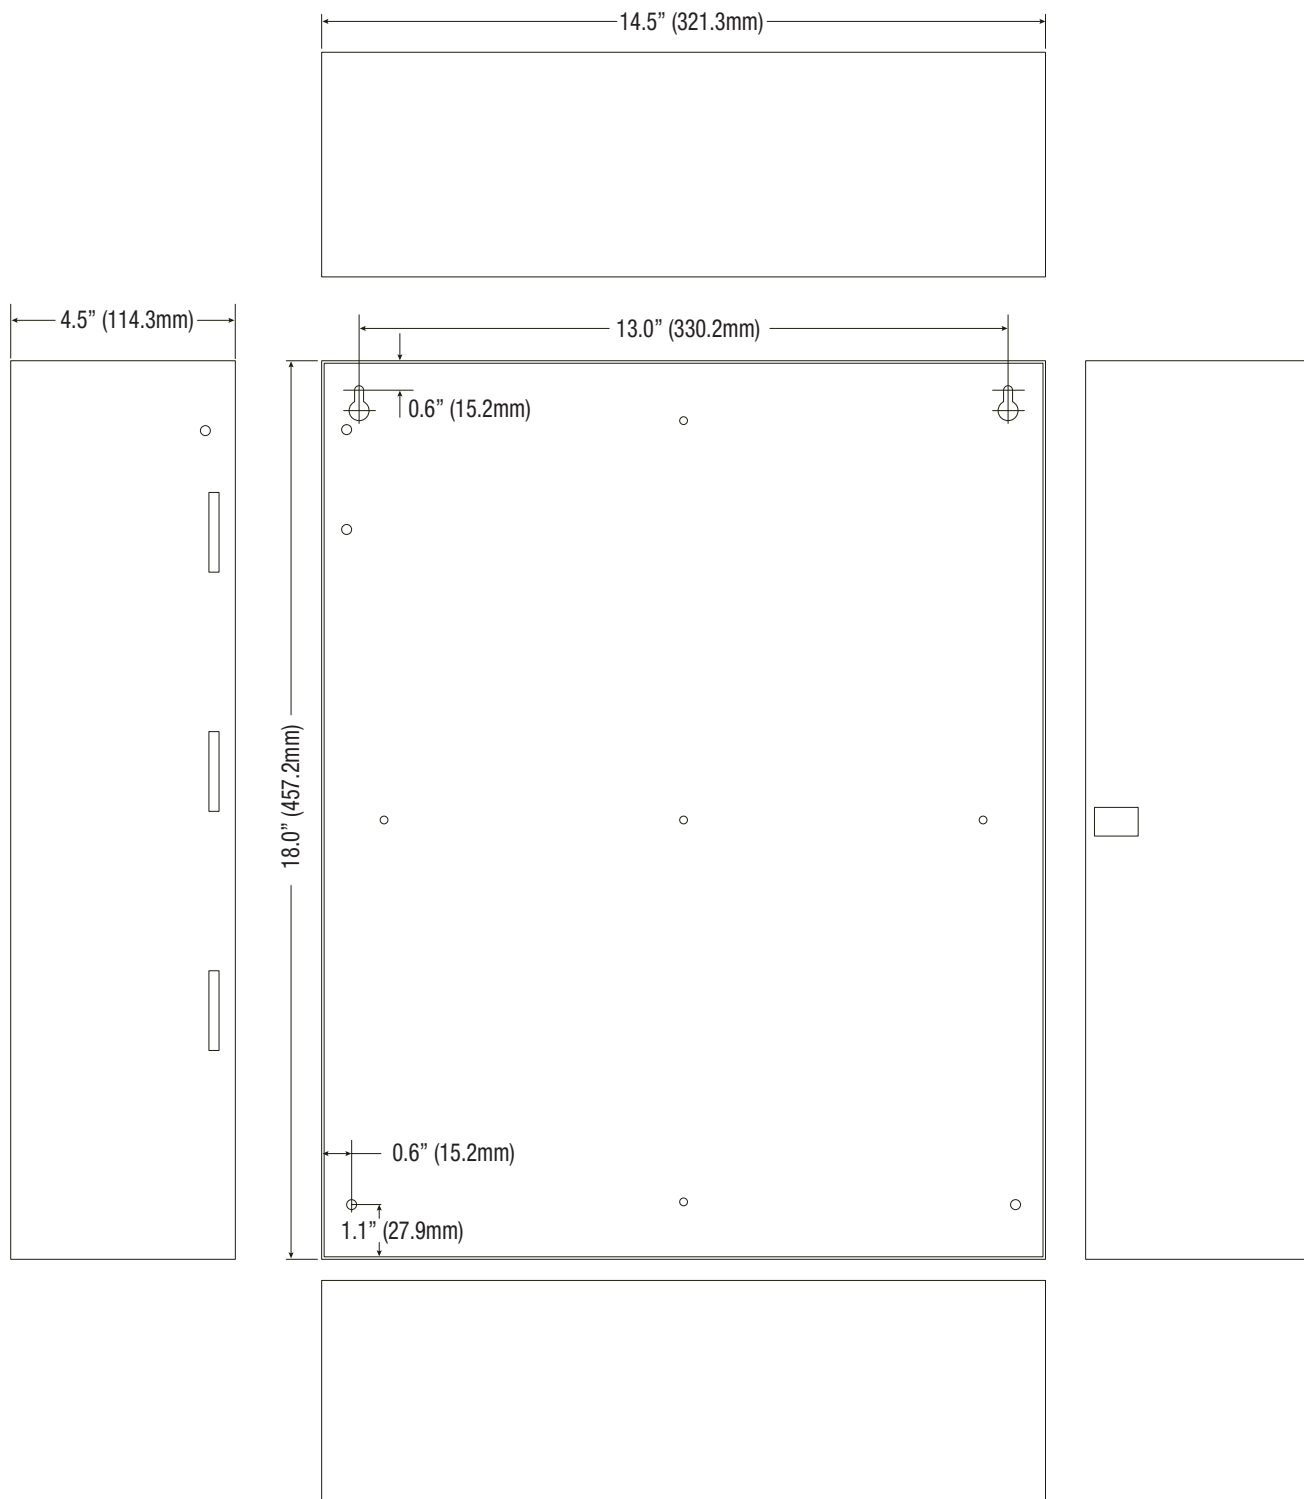 14.5” (321.3mm)
4.5” (114.3mm)
13.0” (330.2mm)
0.6” (15.2mm)
18.0” (457.2mm)
0.6” (15.2mm)
1.1” (27.9mm)